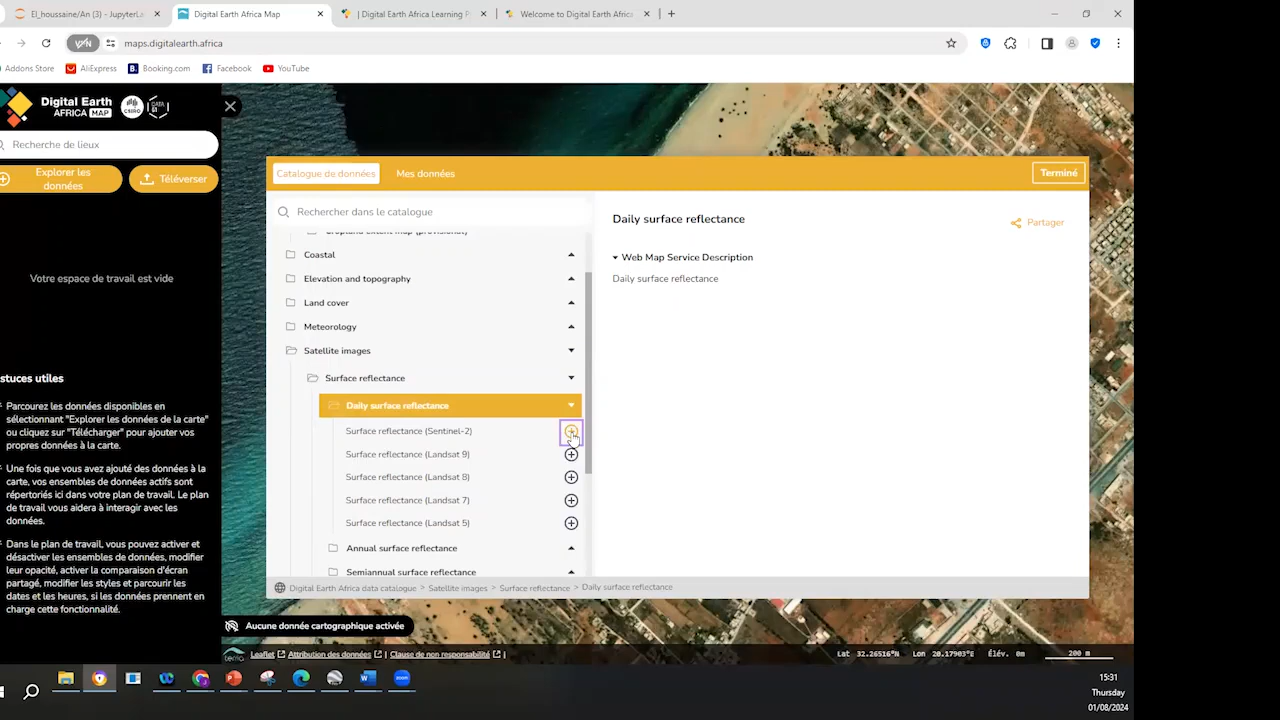 El_houssaine/An (3) - JupyterLa
Digital Earth Africa Map
| Digital Earth Africa Learning P
Welcome to Digital Earth Africa
VPN
maps.digitalearth.africa
Addons Store
AliExpress
Booking.com
Facebook
YouTube
Digital Earth
AFRICA MAP
CSIRO
DATA
61
Recherche de lieux
Explorer les
données
Téléverser
Votre espace de travail est vide
stuces utiles
Parcourez les données disponibles en
sélectionnant "Explorer les données de la carte"
ou cliquez sur "Télécharger" pour ajouter vos
propres données à la carte.
Une fois que vous avez ajouté des données à la
carte, vos ensembles de données actifs sont
répertoriés ici dans votre plan de travail. Le plan
de travail vous aidera à interagir avec les
données.
Dans le plan de travail, vous pouvez activer et
désactiver les ensembles de données, modifier
leur opacité, activer la comparaison d'écran
partagé, modifier les styles et parcourir les
dates et les heures, si les données prennent en
charge cette fonctionnalité.
Catalogue de données
Mes données
Terminé
Rechercher dans le catalogue
Cropland extent map (provisional)
Coastal
Elevation and topography
Land cover
Meteorology
Satellite images
Surface reflectance
Daily surface reflectance
Surface reflectance (Sentinel-2)
Surface reflectance (Landsat 9)
Surface reflectance (Landsat 8)
Surface reflectance (Landsat 7)
Surface reflectance (Landsat 5)
Annual surface reflectance
Semiannual surface reflectance
Daily surface reflectance
Partager
Web Map Service Description
Daily surface reflectance
Digital Earth Africa data catalogue > Satellite images > Surface reflectance > Daily surface reflectance
Aucune donnée cartographique activée
terria
Leaflet | Attribution des données | Clause de non responsabilité |
Lat 32.26516°N Lon 20.17903°E Élév. 0m
200 m
15:31
Thursday
01/08/2024